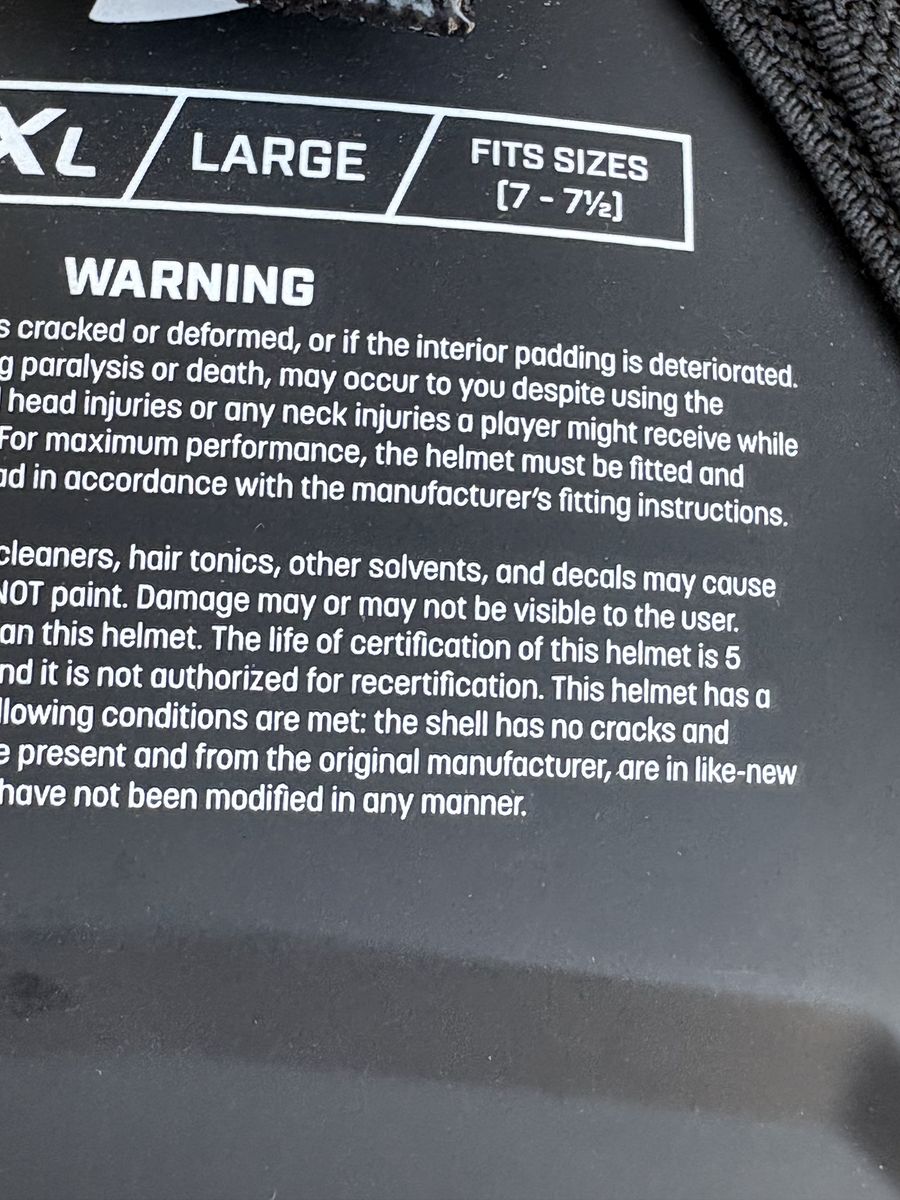 XL LARGE FITS SIZES
(7 - 7½)
WARNING
s cracked or deformed, or if the interior padding is deteriorated.
g paralysis or death, may occur to you despite using the
head injuries or any neck injuries a player might receive while
For maximum performance, the helmet must be fitted and
ad in accordance with the manufacturer's fitting instructions.
cleaners, hair tonics, other solvents, and decals may cause
NOT paint. Damage may or may not be visible to the user.
an this helmet. The life of certification of this helmet is 5
nd it is not authorized for recertification. This helmet has a
llowing conditions are met: the shell has no cracks and
e present and from the original manufacturer, are in like-new
have not been modified in any manner.